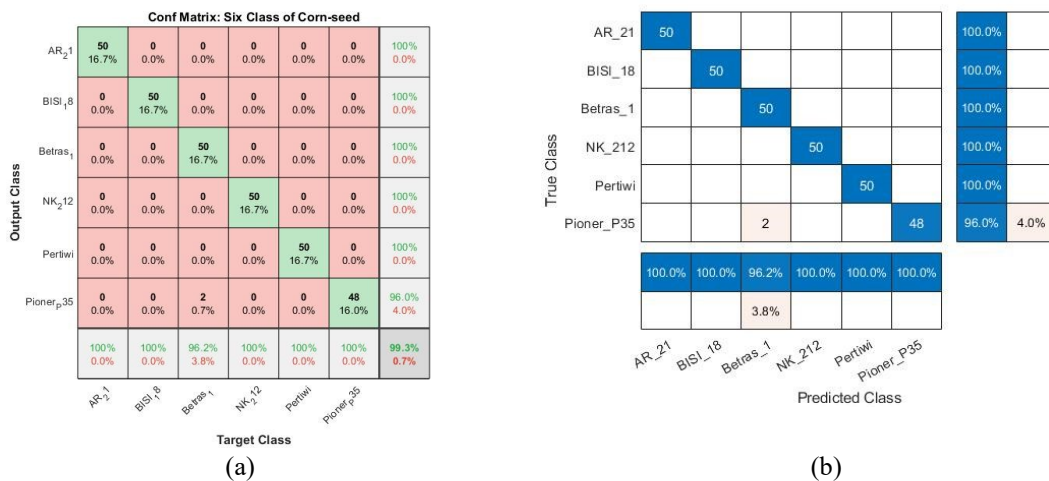 Conf Matrix: Six Class of Corn-seed
Output Class
AR₂1 50 0 0 0 0 0 100%
16.7% 0.0% 0.0% 0.0% 0.0% 0.0% 0.0%
BISI₁8 0 50 0 0 0 0 100%
0.0% 16.7% 0.0% 0.0% 0.0% 0.0% 0.0%
Betras₁ 0 0 50 0 0 0 100%
0.0% 0.0% 16.7% 0.0% 0.0% 0.0% 0.0%
NK₂12 0 0 0 50 0 0 100%
0.0% 0.0% 0.0% 16.7% 0.0% 0.0% 0.0%
Pertiwi 0 0 0 0 50 0 100%
0.0% 0.0% 0.0% 0.0% 16.7% 0.0% 0.0%
Pionerₚ35 0 0 2 0 0 48 96.0%
0.0% 0.0% 0.7% 0.0% 0.0% 16.0% 4.0%
100% 100% 96.2% 100% 100% 100% 99.3%
0.0% 0.0% 3.8% 0.0% 0.0% 0.0% 0.7%
AR₂1 BISI₁8 Betras₁ NK₂12 Pertiwi Pionerₚ35
Target Class
(a)
True Class
AR_21 50 100.0%
BISI_18 50 100.0%
Betras_1 50 100.0%
NK_212 50 100.0%
Pertiwi 50 100.0%
Pioner_P35 2 48 96.0% 4.0%
100.0% 100.0% 96.2% 100.0% 100.0% 100.0%
3.8%
AR_21 BISI_18 Betras_1 NK_212 Pertiwi Pioner_P35
Predicted Class
(b)